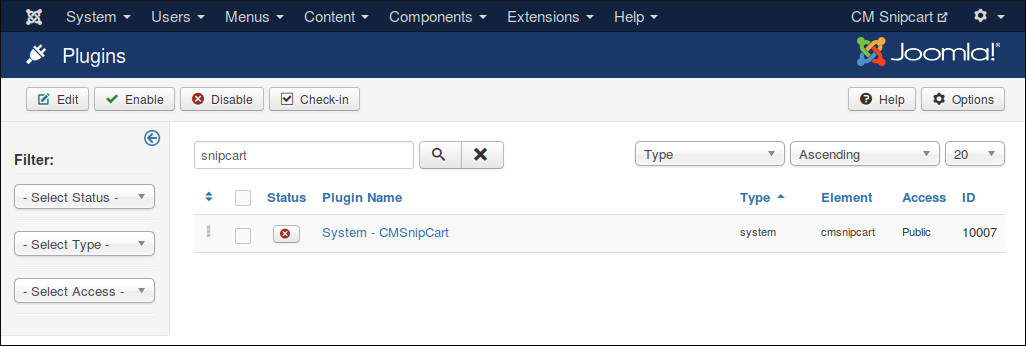 System Users Menus Content Components Extensions Help CM Snipcart
Plugins Joomla!®
Edit Enable Disable Check-in Help Options
Filter:
- Select Status -
- Select Type -
- Select Access -
snipcart Type Ascending 20
Status Plugin Name Type Element Access ID
System - CMSnipCart system cmsnipcart Public 10007